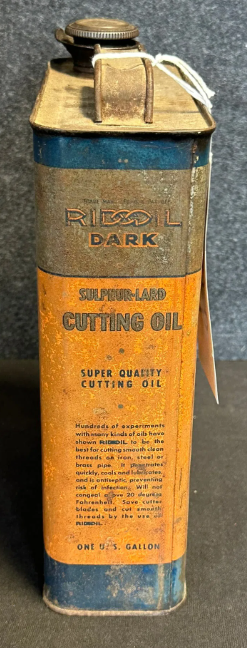 RIDGOIL
DARK
SULPHUR-LARD
CUTTING OIL
SUPER QUALITY
CUTTING OIL
Hundreds of experiments
with many kinds of oils have
shown RIDGOIL to be the
best for cutting smooth clean
threads on iron, steel or
brass pipe. It penetrates
quickly, cools and lubricates,
and is antiseptic, preventing
risk of infection. Will not
congeal above 20 degrees
Fahrenheit. Save cutter
blades and cut smooth
threads by the use of
RIDGOIL.
ONE U. S. GALLON